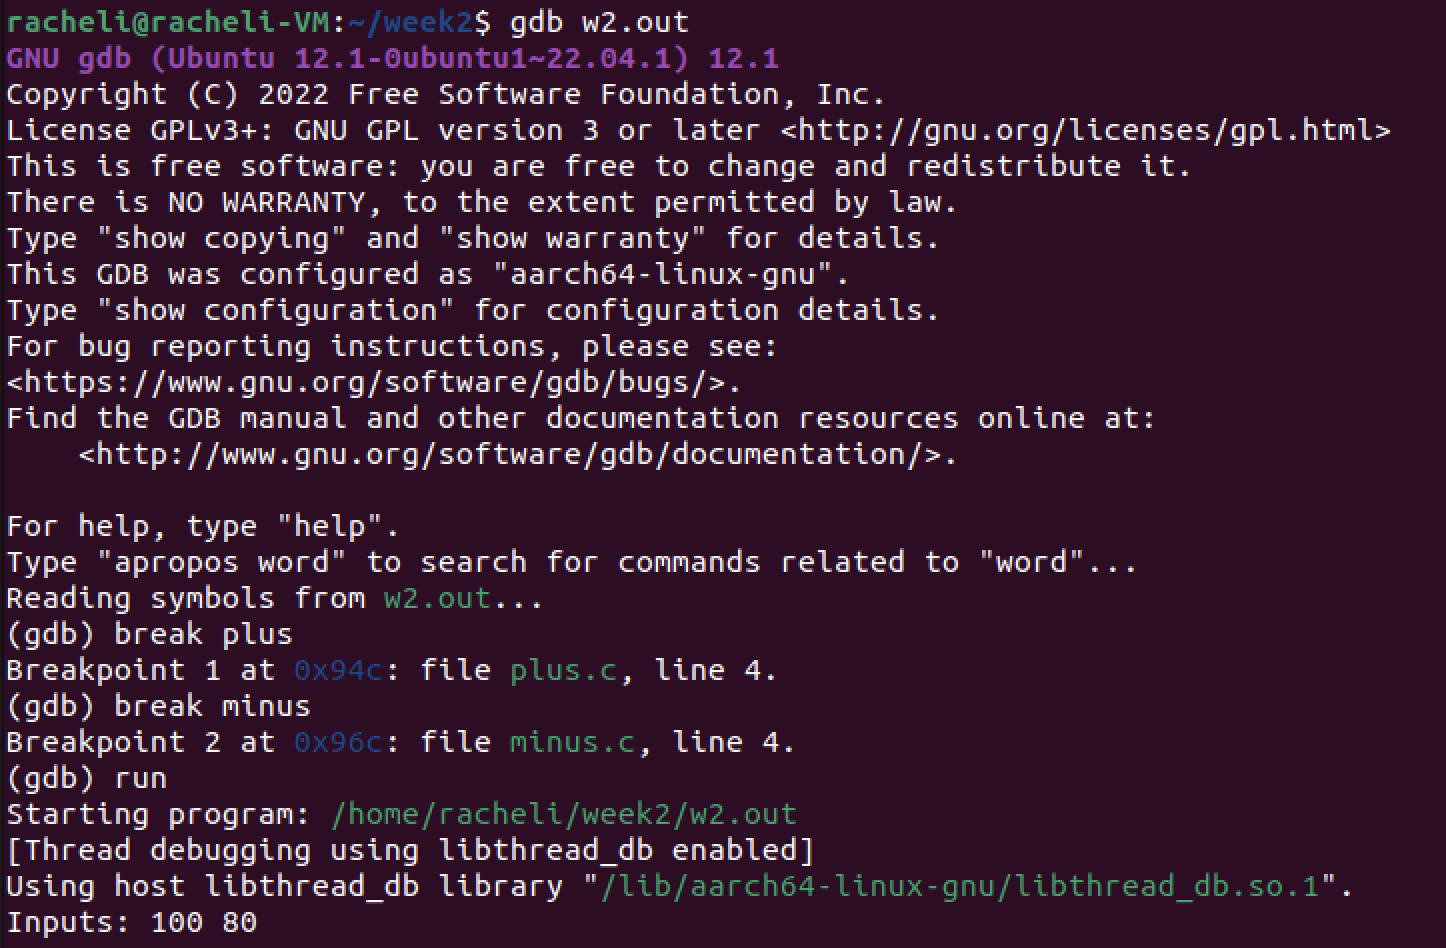 racheli@racheli-VM:~/week2$ gdb w2.out
GNU gdb (Ubuntu 12.1-0ubuntu1~22.04.1) 12.1
Copyright (C) 2022 Free Software Foundation, Inc.
License GPLv3+: GNU GPL version 3 or later <http://gnu.org/licenses/gpl.html>
This is free software: you are free to change and redistribute it.
There is NO WARRANTY, to the extent permitted by law.
Type "show copying" and "show warranty" for details.
This GDB was configured as "aarch64-linux-gnu".
Type "show configuration" for configuration details.
For bug reporting instructions, please see:
<https://www.gnu.org/software/gdb/bugs/>.
Find the GDB manual and other documentation resources online at:
    <http://www.gnu.org/software/gdb/documentation/>.

For help, type "help".
Type "apropos word" to search for commands related to "word"...
Reading symbols from w2.out...
(gdb) break plus
Breakpoint 1 at 0x94c: file plus.c, line 4.
(gdb) break minus
Breakpoint 2 at 0x96c: file minus.c, line 4.
(gdb) run
Starting program: /home/racheli/week2/w2.out
[Thread debugging using libthread_db enabled]
Using host libthread_db library "/lib/aarch64-linux-gnu/libthread_db.so.1".
Inputs: 100 80